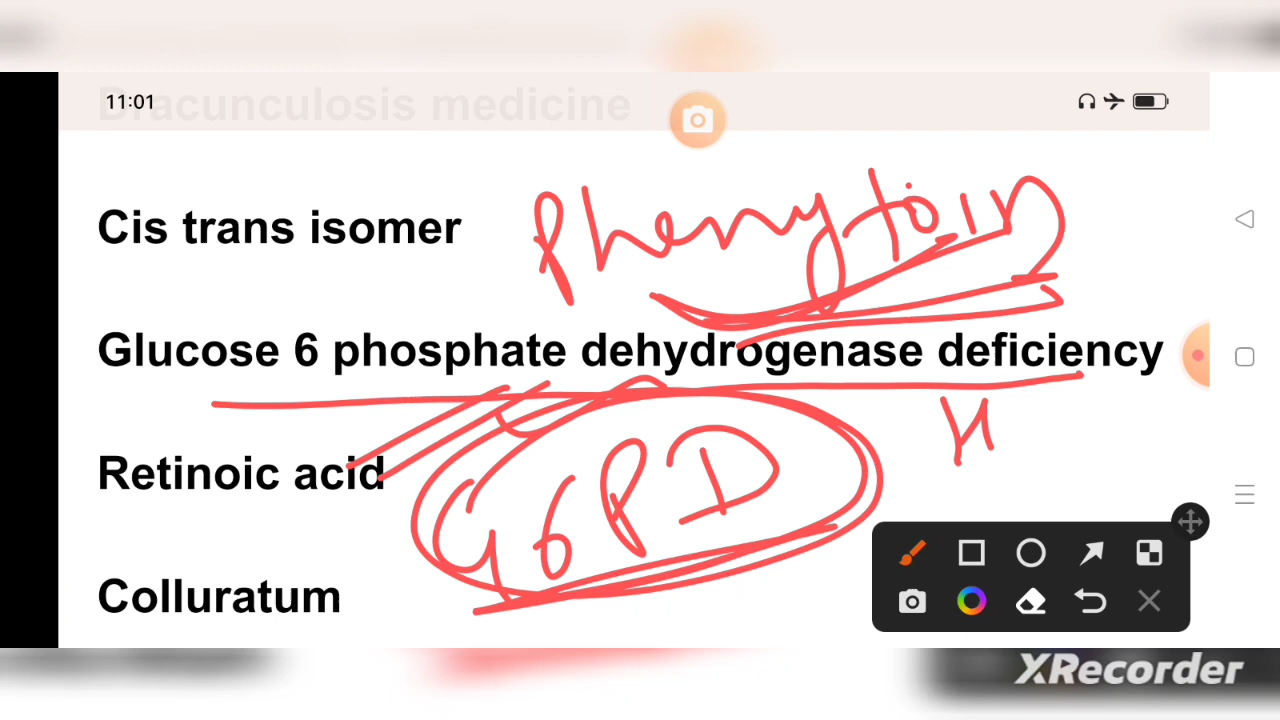 Dracunculosis medicine
11:01
Cis trans isomer
Phenytoin
Glucose 6 phosphate dehydrogenase deficiency
Retinoic acid
G6PD
Colluratum
XRecorder